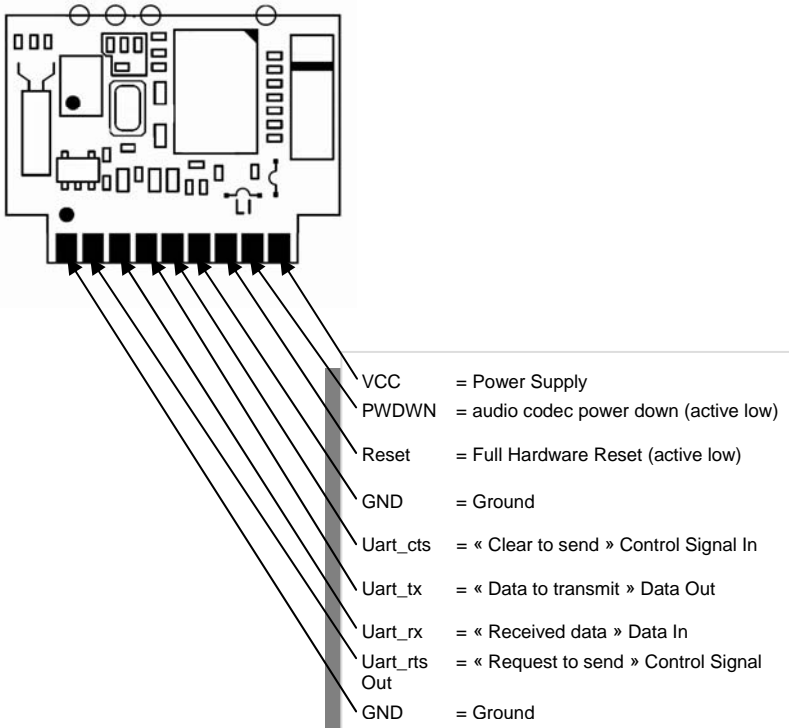 L1
VCC = Power Supply
PWDWN = audio codec power down (active low)
Reset = Full Hardware Reset (active low)
GND = Ground
Uart_cts = « Clear to send » Control Signal In
Uart_tx = « Data to transmit » Data Out
Uart_rx = « Received data » Data In
Uart_rts = « Request to send » Control Signal
Out
GND = Ground